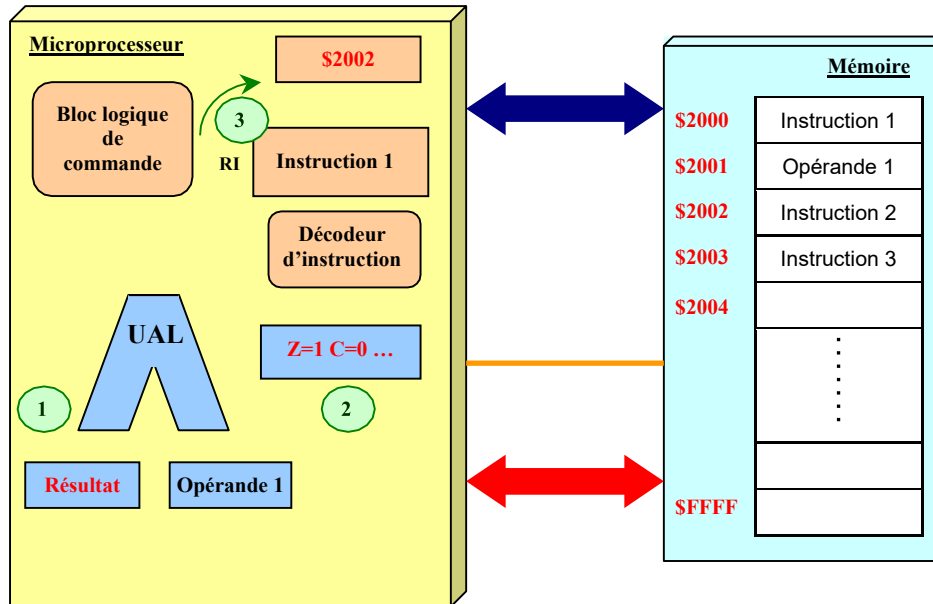 Microprocesseur
$2002
Bloc logique
de
commande
3
RI
Instruction 1
Décodeur
d’instruction
UAL
Z=1 C=0 …
1
2
Résultat
Opérande 1
Mémoire
$2000
Instruction 1
$2001
Opérande 1
$2002
Instruction 2
$2003
Instruction 3
$2004
$FFFF